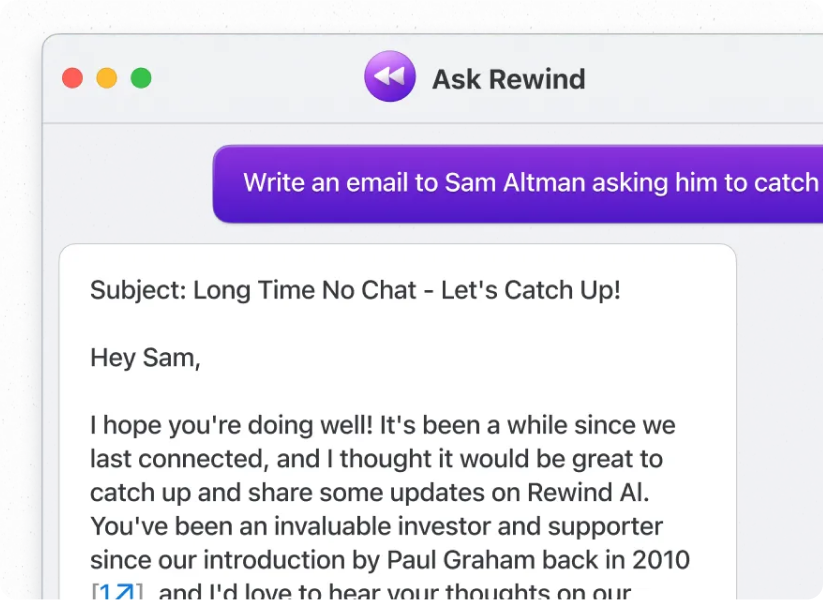 Ask Rewind
Write an email to Sam Altman asking him to catch
Subject: Long Time No Chat - Let's Catch Up!
Hey Sam,
I hope you're doing well! It's been a while since we
last connected, and I thought it would be great to
catch up and share some updates on Rewind AI.
You've been an invaluable investor and supporter
since our introduction by Paul Graham back in 2010
[1↗], and I'd love to hear your thoughts on our